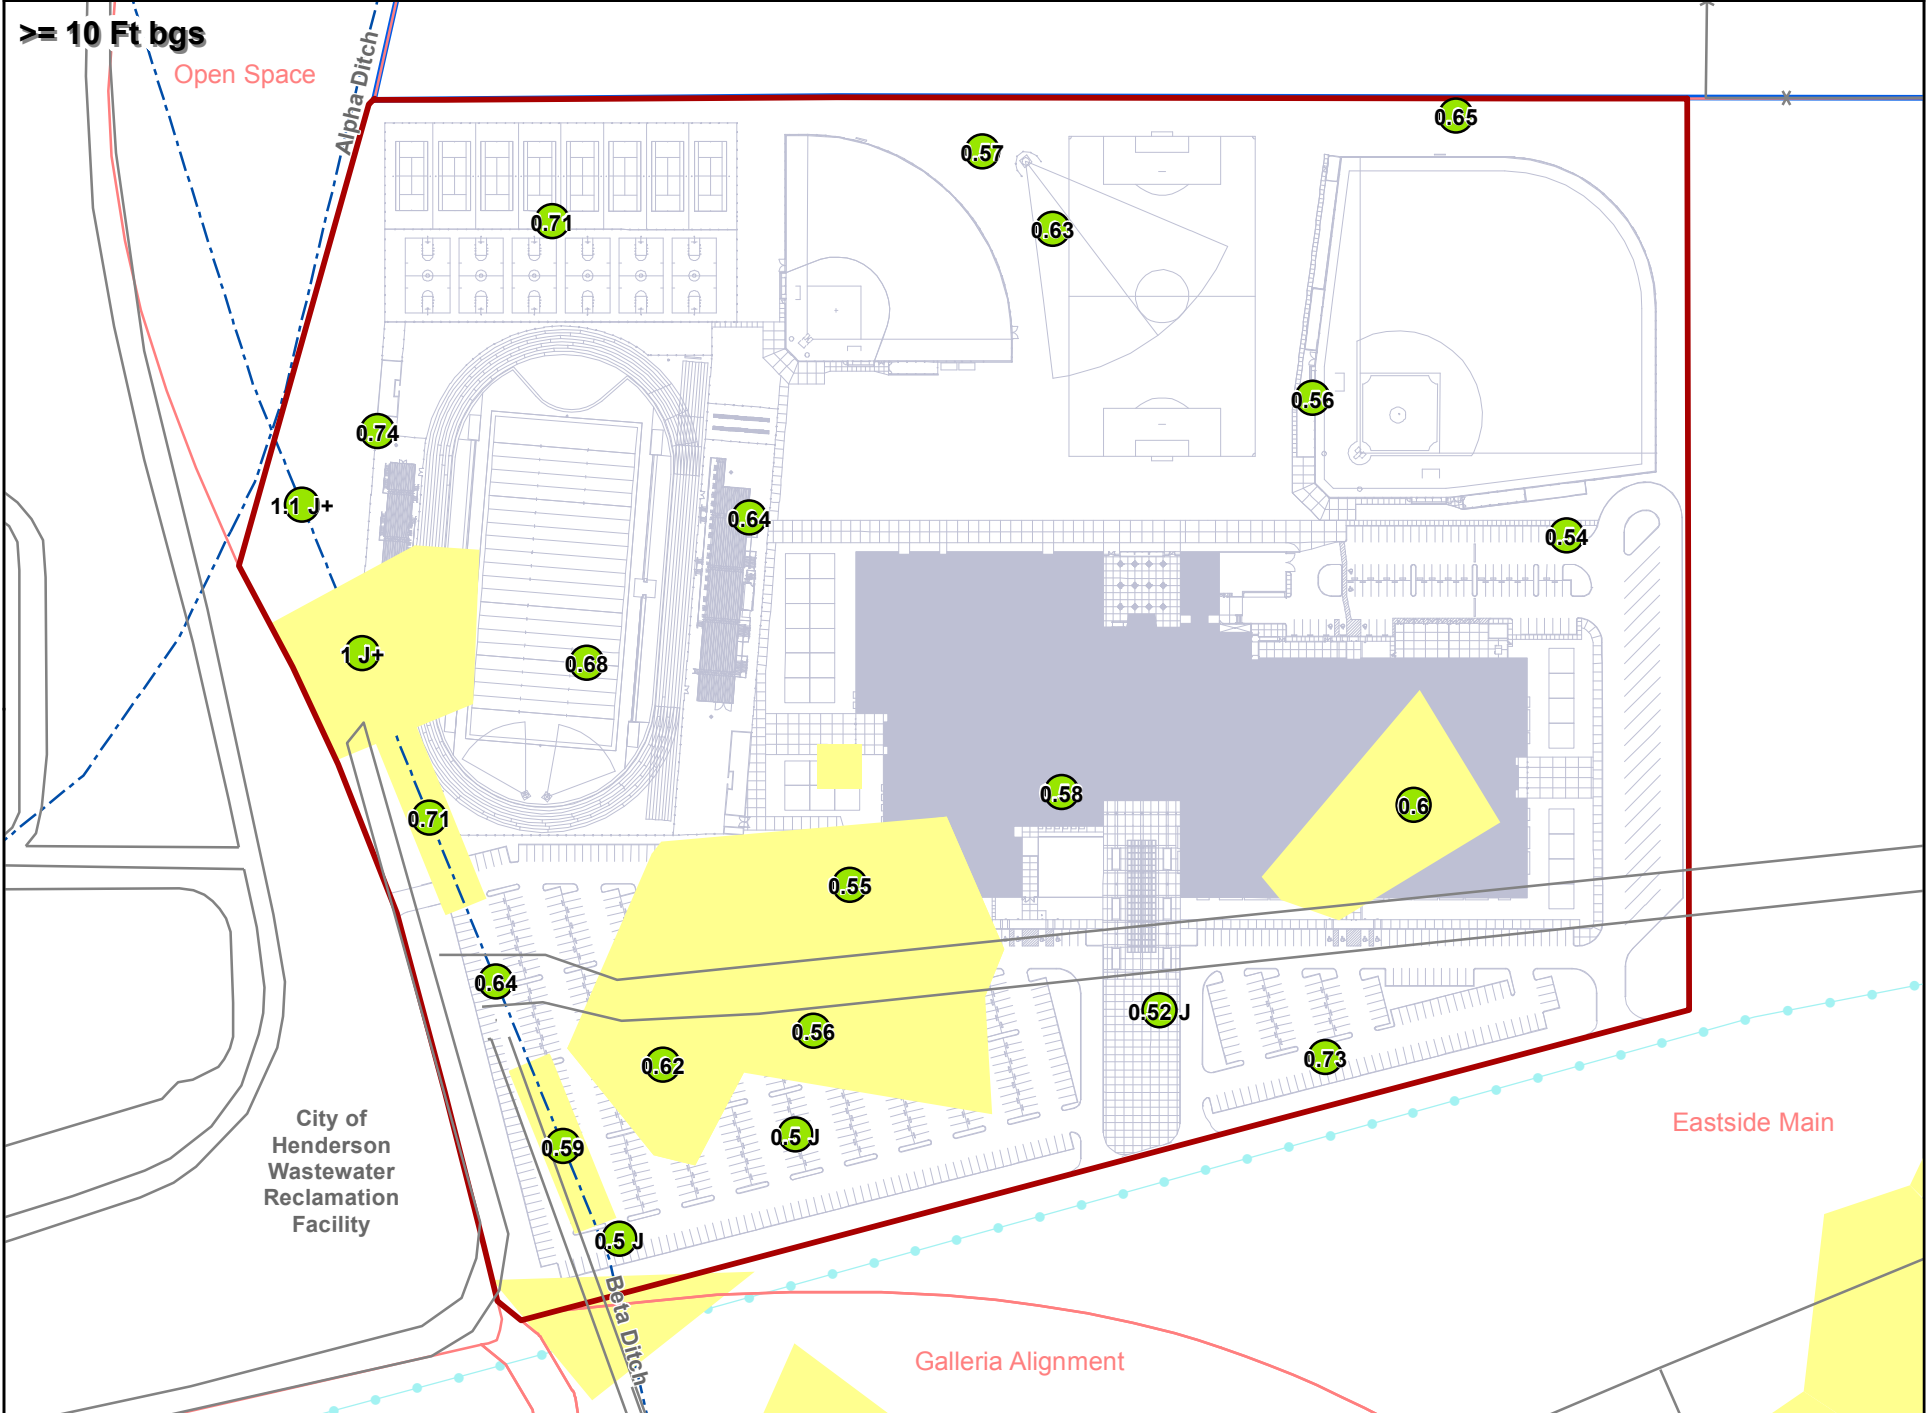 >= 10 Ft bgs
Open Space
Alpha Ditch
0.65
0.57
0.71
0.63
0.56
0.74
1.1 J+
0.64
0.54
1 J+
0.68
0.58
0.6
0.71
0.55
0.64
0.52 J
0.56
0.73
0.62
City of
Henderson
Wastewater
Reclamation
Facility
0.5 J
0.59
Eastside Main
0.5 J
Beta Ditch
Galleria Alignment